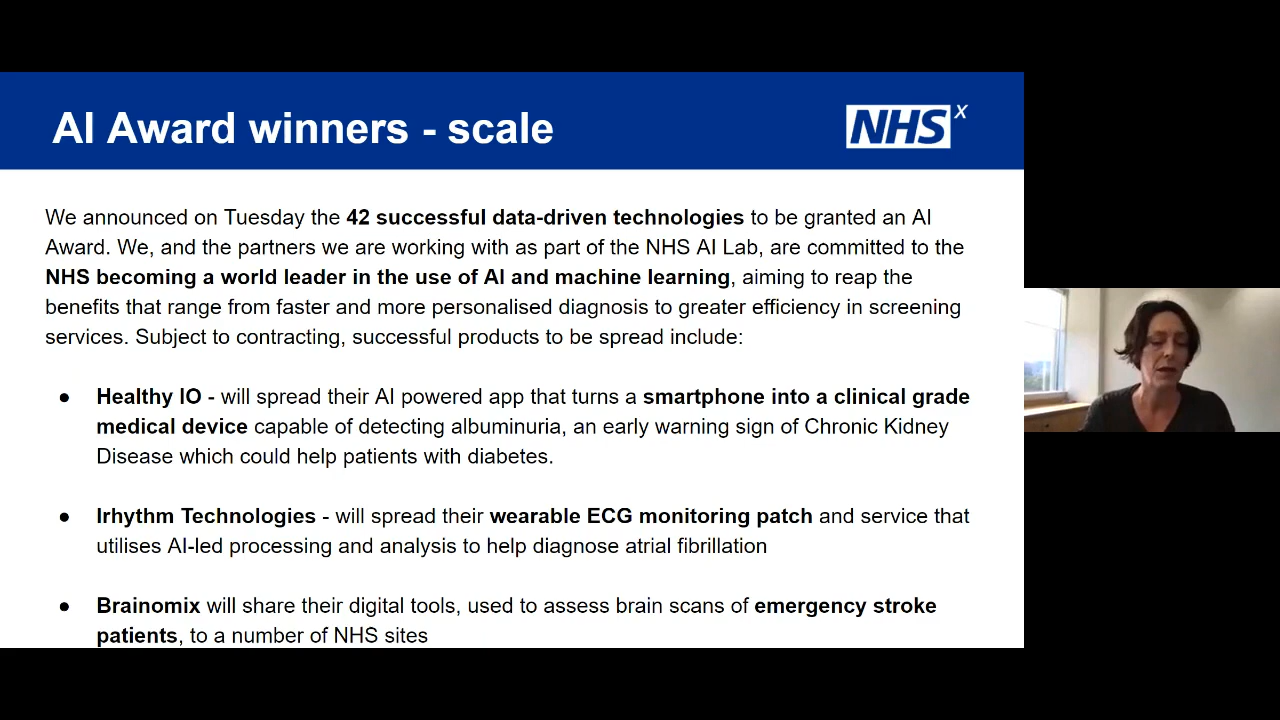 AI Award winners - scale
NHS X
We announced on Tuesday the 42 successful data-driven technologies to be granted an AI
Award. We, and the partners we are working with as part of the NHS AI Lab, are committed to the
NHS becoming a world leader in the use of AI and machine learning, aiming to reap the
benefits that range from faster and more personalised diagnosis to greater efficiency in screening
services. Subject to contracting, successful products to be spread include:
● Healthy IO - will spread their AI powered app that turns a smartphone into a clinical grade
medical device capable of detecting albuminuria, an early warning sign of Chronic Kidney
Disease which could help patients with diabetes.
● Irhythm Technologies - will spread their wearable ECG monitoring patch and service that
utilises AI-led processing and analysis to help diagnose atrial fibrillation
● Brainomix will share their digital tools, used to assess brain scans of emergency stroke
patients, to a number of NHS sites